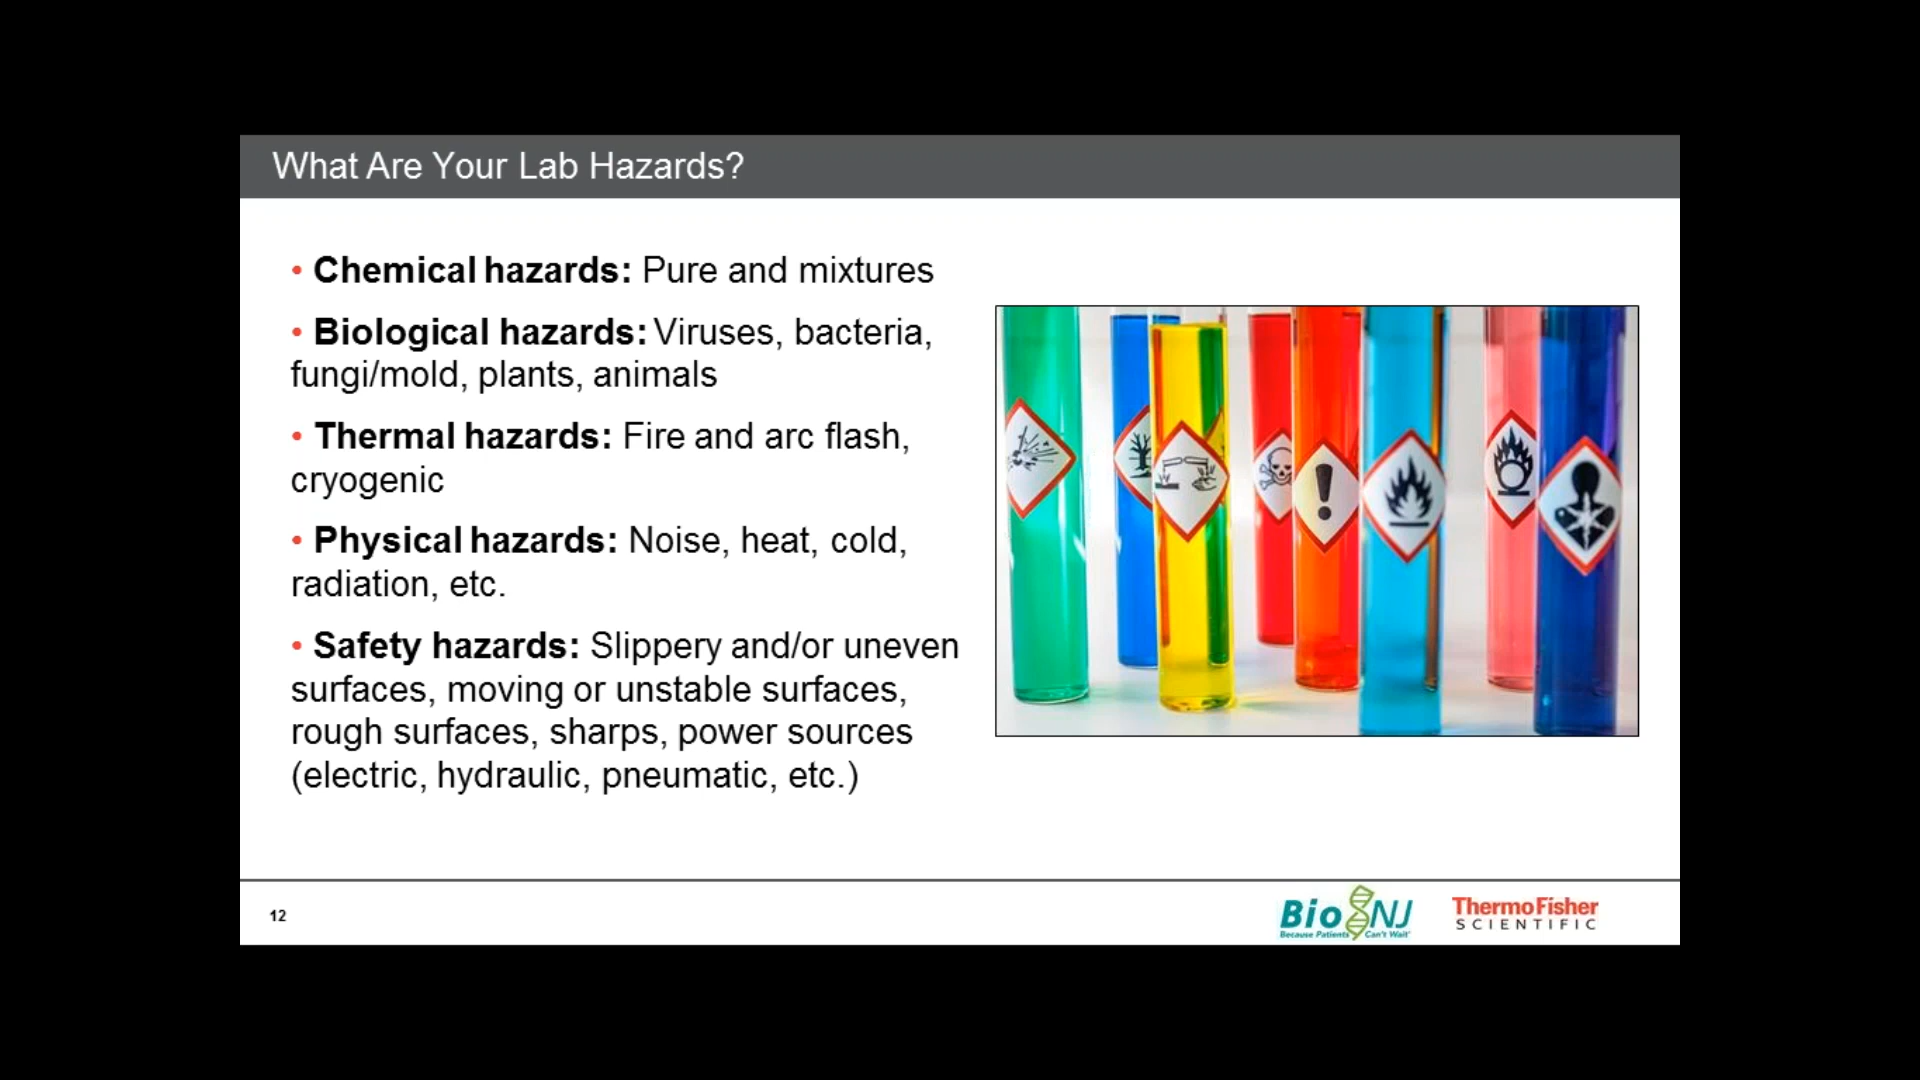 What Are Your Lab Hazards?
• Chemical hazards: Pure and mixtures
• Biological hazards: Viruses, bacteria,
fungi/mold, plants, animals
• Thermal hazards: Fire and arc flash,
cryogenic
• Physical hazards: Noise, heat, cold,
radiation, etc.
• Safety hazards: Slippery and/or uneven
surfaces, moving or unstable surfaces,
rough surfaces, sharps, power sources
(electric, hydraulic, pneumatic, etc.)
12
BioNJ
Because Patients Can't Wait®
ThermoFisher
SCIENTIFIC